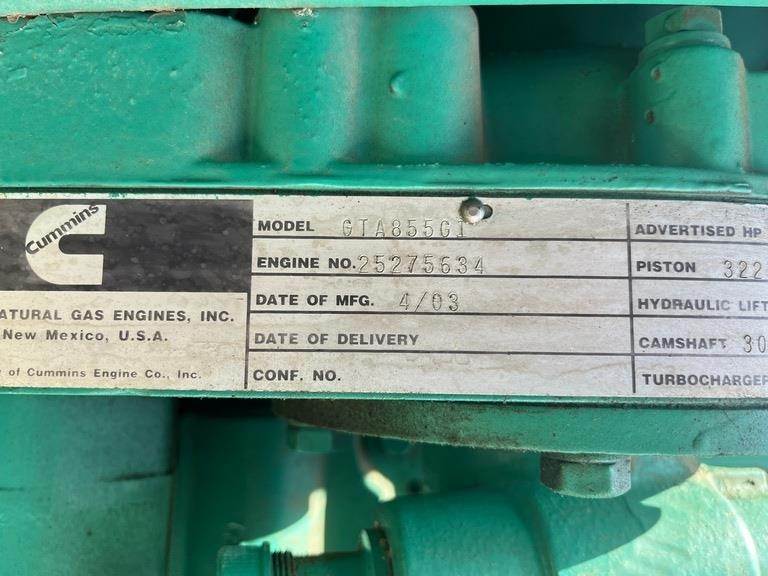 Cummins
MODEL GTA855GI
ADVERTISED HP
ENGINE NO. 25275634
PISTON 322
ATURAL GAS ENGINES, INC.
DATE OF MFG. 4/03
HYDRAULIC LIFT
New Mexico, U.S.A.
DATE OF DELIVERY
CAMSHAFT 30
y of Cummins Engine Co., Inc.
CONF. NO.
TURBOCHARGER